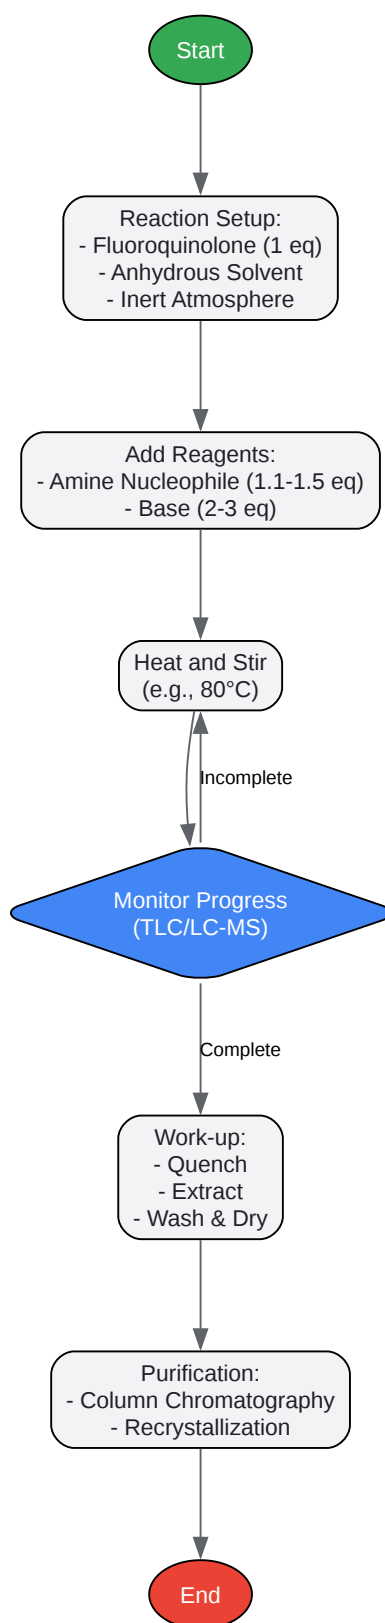 Start
Reaction Setup:
- Fluoroquinolone (1 eq)
- Anhydrous Solvent
- Inert Atmosphere
Add Reagents:
- Amine Nucleophile (1.1-1.5 eq)
- Base (2-3 eq)
Heat and Stir
(e.g., 80°C)
Incomplete
Monitor Progress
(TLC/LC-MS)
Complete
Work-up:
- Quench
- Extract
- Wash & Dry
Purification:
- Column Chromatography
- Recrystallization
End